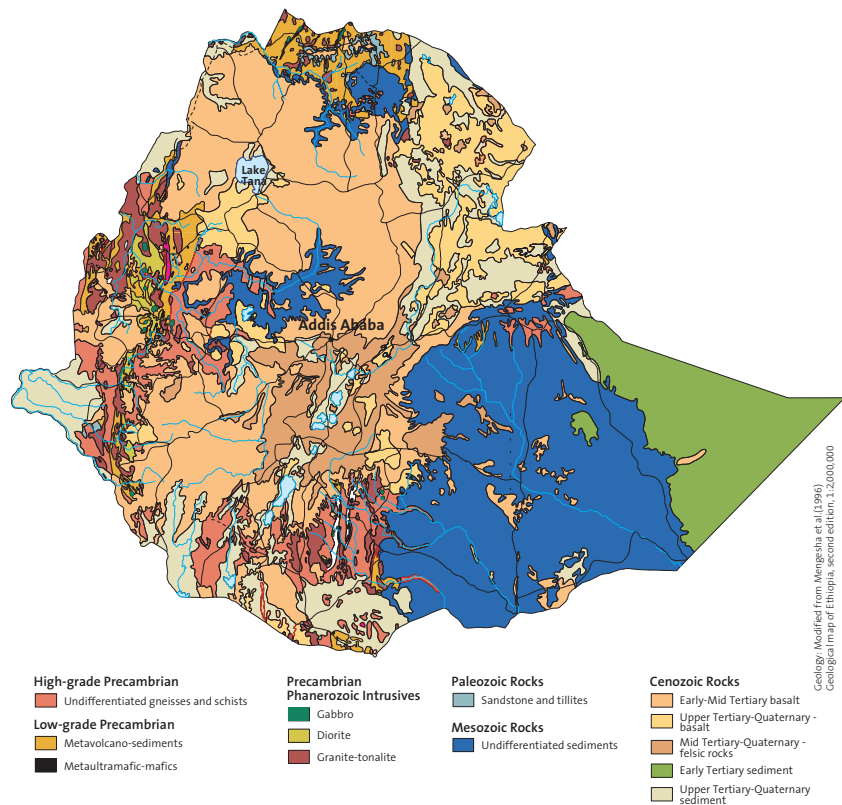 Lake
Tana
Addis Ababa
Geology: Modified from Mengesha et al.(1996)
Geological map of Ethiopia, second edition, 1:2,000,000
High-grade Precambrian
Undifferentiated gneisses and schists
Low-grade Precambrian
Metavolcano-sediments
Metaultramafic-mafics
Precambrian
Phanerozoic Intrusives
Gabbro
Diorite
Granite-tonalite
Paleozoic Rocks
Sandstone and tillites
Mesozoic Rocks
Undifferentiated sediments
Cenozoic Rocks
Early-Mid Tertiary basalt
Upper Tertiary-Quaternary -
basalt
Mid Tertiary-Quaternary -
felsic rocks
Early Tertiary sediment
Upper Tertiary-Quaternary
sediment